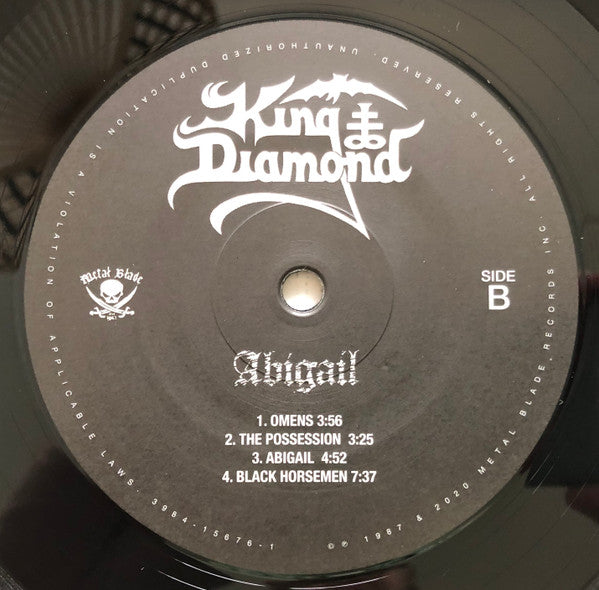 King
Diamond
Metal Blade
SIDE
B
Abigail
1. OMENS 3:56
2. THE POSSESSION 3:25
3. ABIGAIL 4:52
4. BLACK HORSEMEN 7:37
© ℗ 1987 & 2020 METAL BLADE, RECORDS INC. ALL RIGHTS RESERVED. UNAUTHORIZED DUPLICATION IS A VIOLATION OF APPLICABLE LAWS. 3984-15676-1